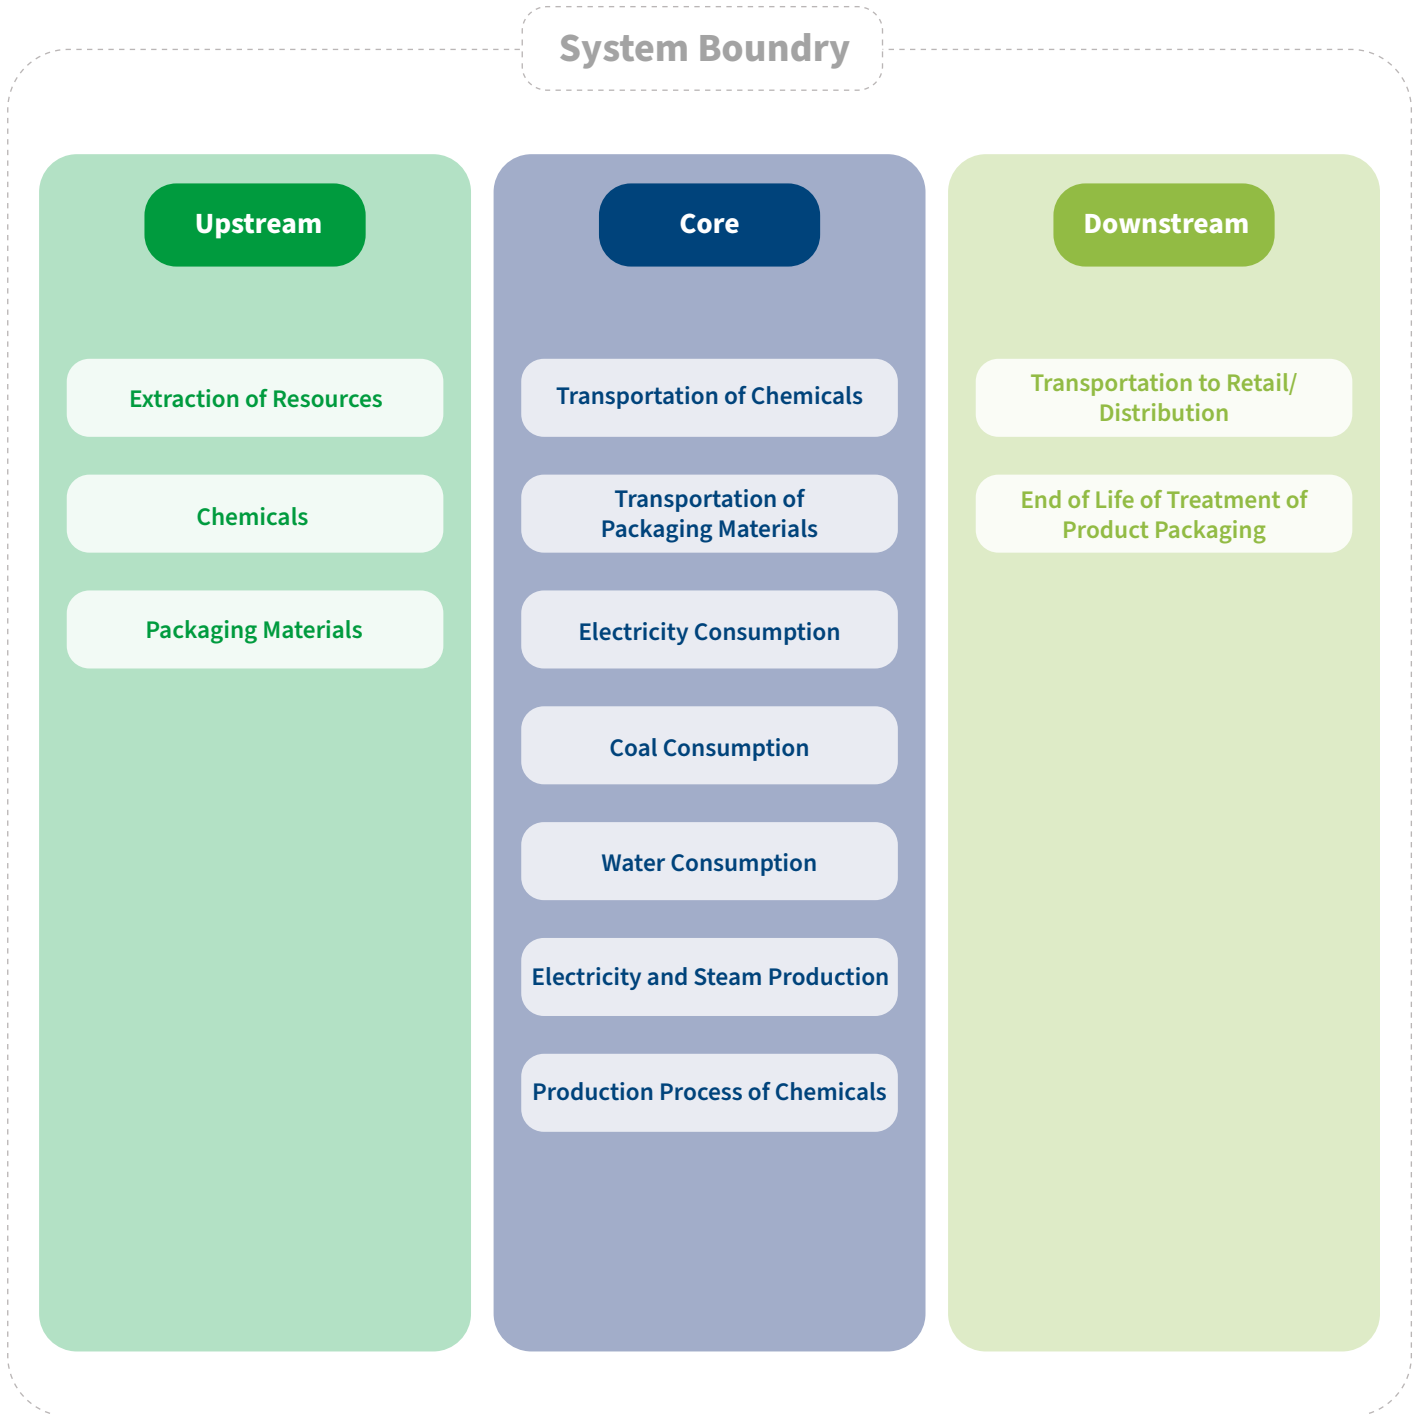 System Boundry
Upstream
Extraction of Resources
Chemicals
Packaging Materials
Core
Transportation of Chemicals
Transportation of
Packaging Materials
Electricity Consumption
Coal Consumption
Water Consumption
Electricity and Steam Production
Production Process of Chemicals
Downstream
Transportation to Retail/
Distribution
End of Life of Treatment of
Product Packaging